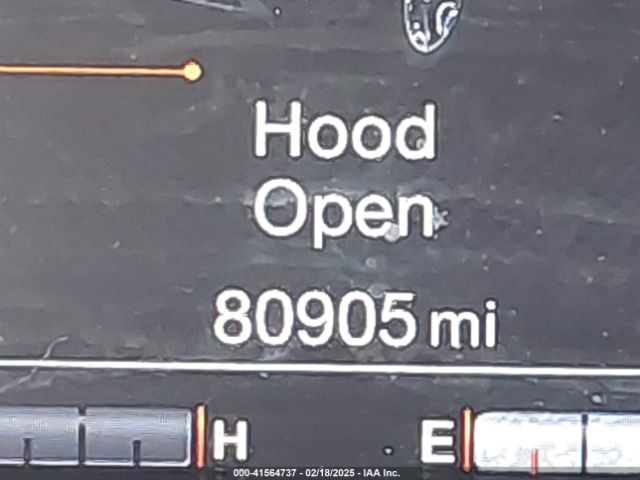 Hood
Open
80905 mi
H
E
000-41564737 - 02/18/2025 - IAA Inc.